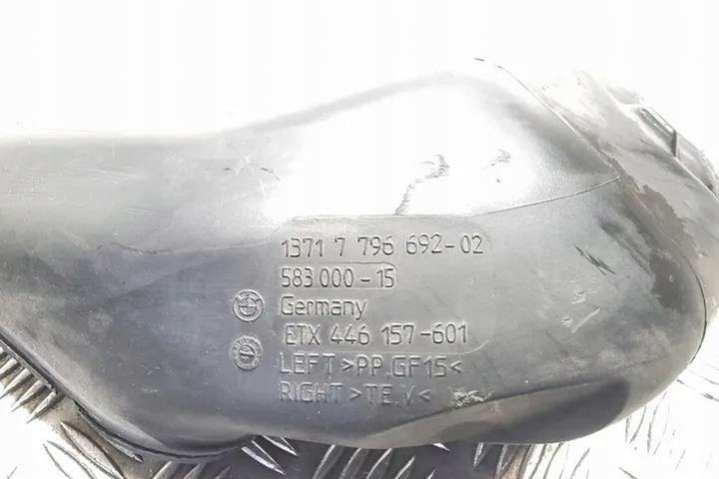 1371 7 796 692-02
583 000-15
Germany
ETX 446 157-601
LEFT >PP.GF15<
RIGHT >TE.V<